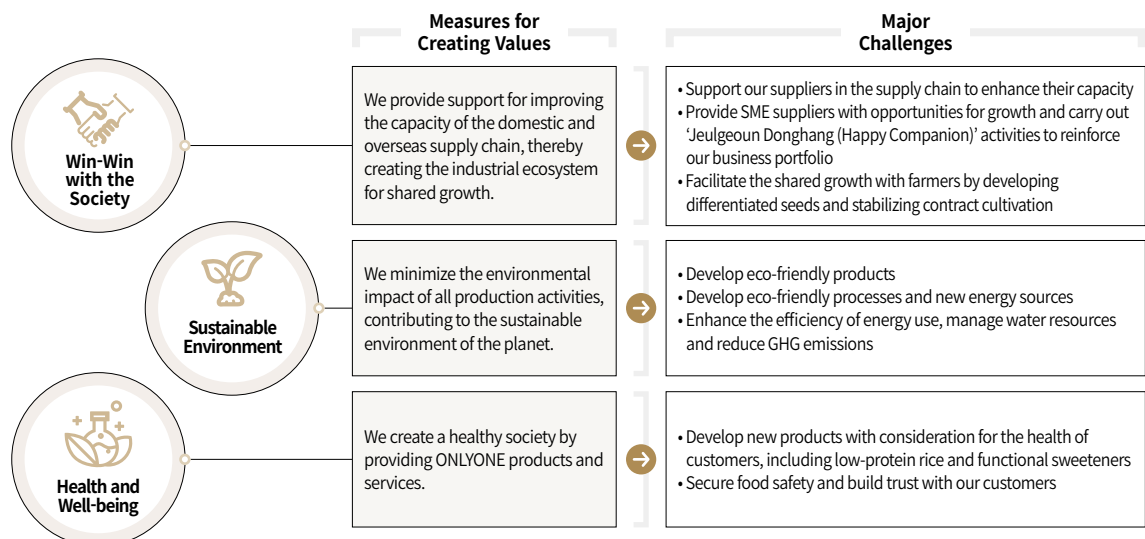 Measures for
Creating Values
Major
Challenges
Win-Win
with the
Society
We provide support for improving
the capacity of the domestic and
overseas supply chain, thereby
creating the industrial ecosystem
for shared growth.
• Support our suppliers in the supply chain to enhance their capacity
• Provide SME suppliers with opportunities for growth and carry out
‘Jeulgeoun Donghang (Happy Companion)’ activities to reinforce
our business portfolio
• Facilitate the shared growth with farmers by developing
differentiated seeds and stabilizing contract cultivation
Sustainable
Environment
We minimize the environmental
impact of all production activities,
contributing to the sustainable
environment of the planet.
• Develop eco-friendly products
• Develop eco-friendly processes and new energy sources
• Enhance the efficiency of energy use, manage water resources
and reduce GHG emissions
Health and
Well-being
We create a healthy society by
providing ONLYONE products and
services.
• Develop new products with consideration for the health of
customers, including low-protein rice and functional sweeteners
• Secure food safety and build trust with our customers